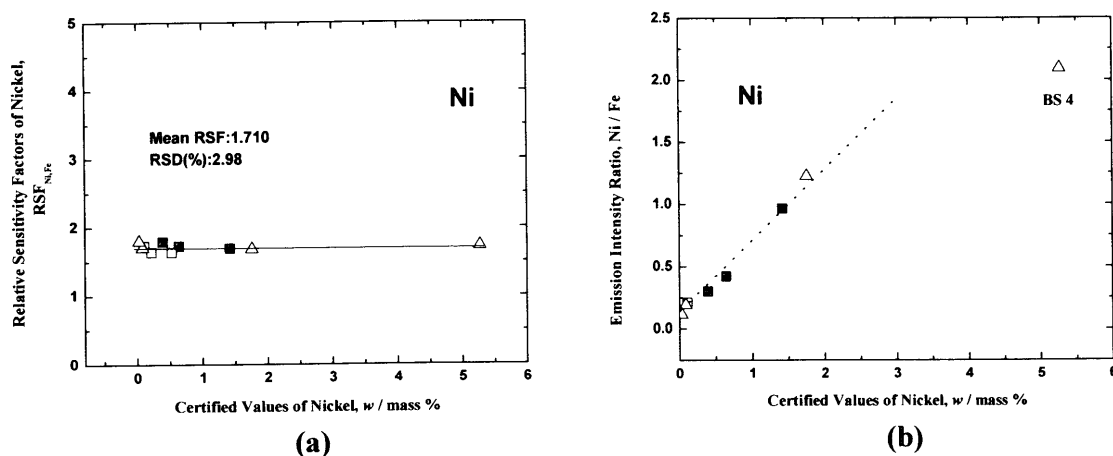 Relative Sensitivity Factors of Nickel,
RSF Ni,Fe
5
4
3
2
1
0
Ni
Mean RSF:1.710
RSD(%):2.98
0 1 2 3 4 5 6
Certified Values of Nickel, w / mass %
(a)
Emission Intensity Ratio, Ni / Fe
2.5
2.0
1.5
1.0
0.5
0.0
Ni
BS 4
0 1 2 3 4 5 6
Certified Values of Nickel, w / mass %
(b)